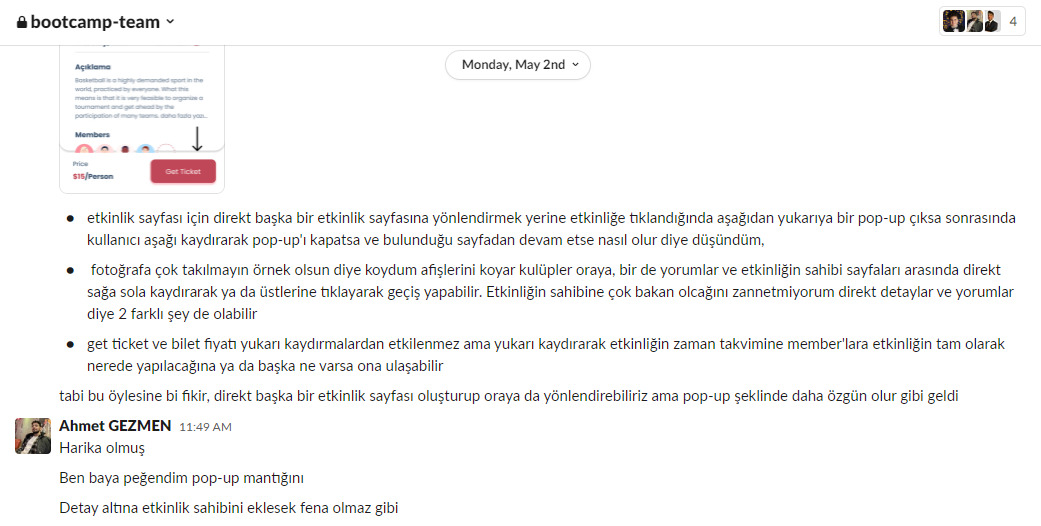 bootcamp-team
4
Monday, May 2nd
Açıklama
Basketball is a highly demanded sport in the
world, practiced by everyone. What this
means is that it is very feasible to organize a
tournament and get ahead by the
participation of many teams. daha fazla yazı...
Members
Price
$15/Person
Get Ticket
etkinlik sayfası için direkt başka bir etkinlik sayfasına yönlendirmek yerine etkinliğe tıklandığında aşağıdan yukarıya bir pop-up çıksa sonrasında
kullanıcı aşağı kaydırarak pop-up'ı kapatsa ve bulunduğu sayfadan devam etse nasıl olur diye düşündüm,
fotoğrafa çok takılmayın örnek olsun diye koydum afişlerini koyar kulüpler oraya, bir de yorumlar ve etkinliğin sahibi sayfaları arasında direkt
sağa sola kaydırarak ya da üstlerine tıklayarak geçiş yapabilir. Etkinliğin sahibine çok bakan olcağını zannetmiyorum direkt detaylar ve yorumlar
diye 2 farklı şey de olabilir
get ticket ve bilet fiyatı yukarı kaydırmalardan etkilenmez ama yukarı kaydırarak etkinliğin zaman takvimine member'lara etkinliğin tam olarak
nerede yapılacağına ya da başka ne varsa ona ulaşabilir
tabi bu öylesine bi fikir, direkt başka bir etkinlik sayfası oluşturup oraya da yönlendirebiliriz ama pop-up şeklinde daha özgün olur gibi geldi
Ahmet GEZMEN 11:49 AM
Harika olmuş
Ben baya peğendim pop-up mantığını
Detay altına etkinlik sahibini eklesek fena olmaz gibi